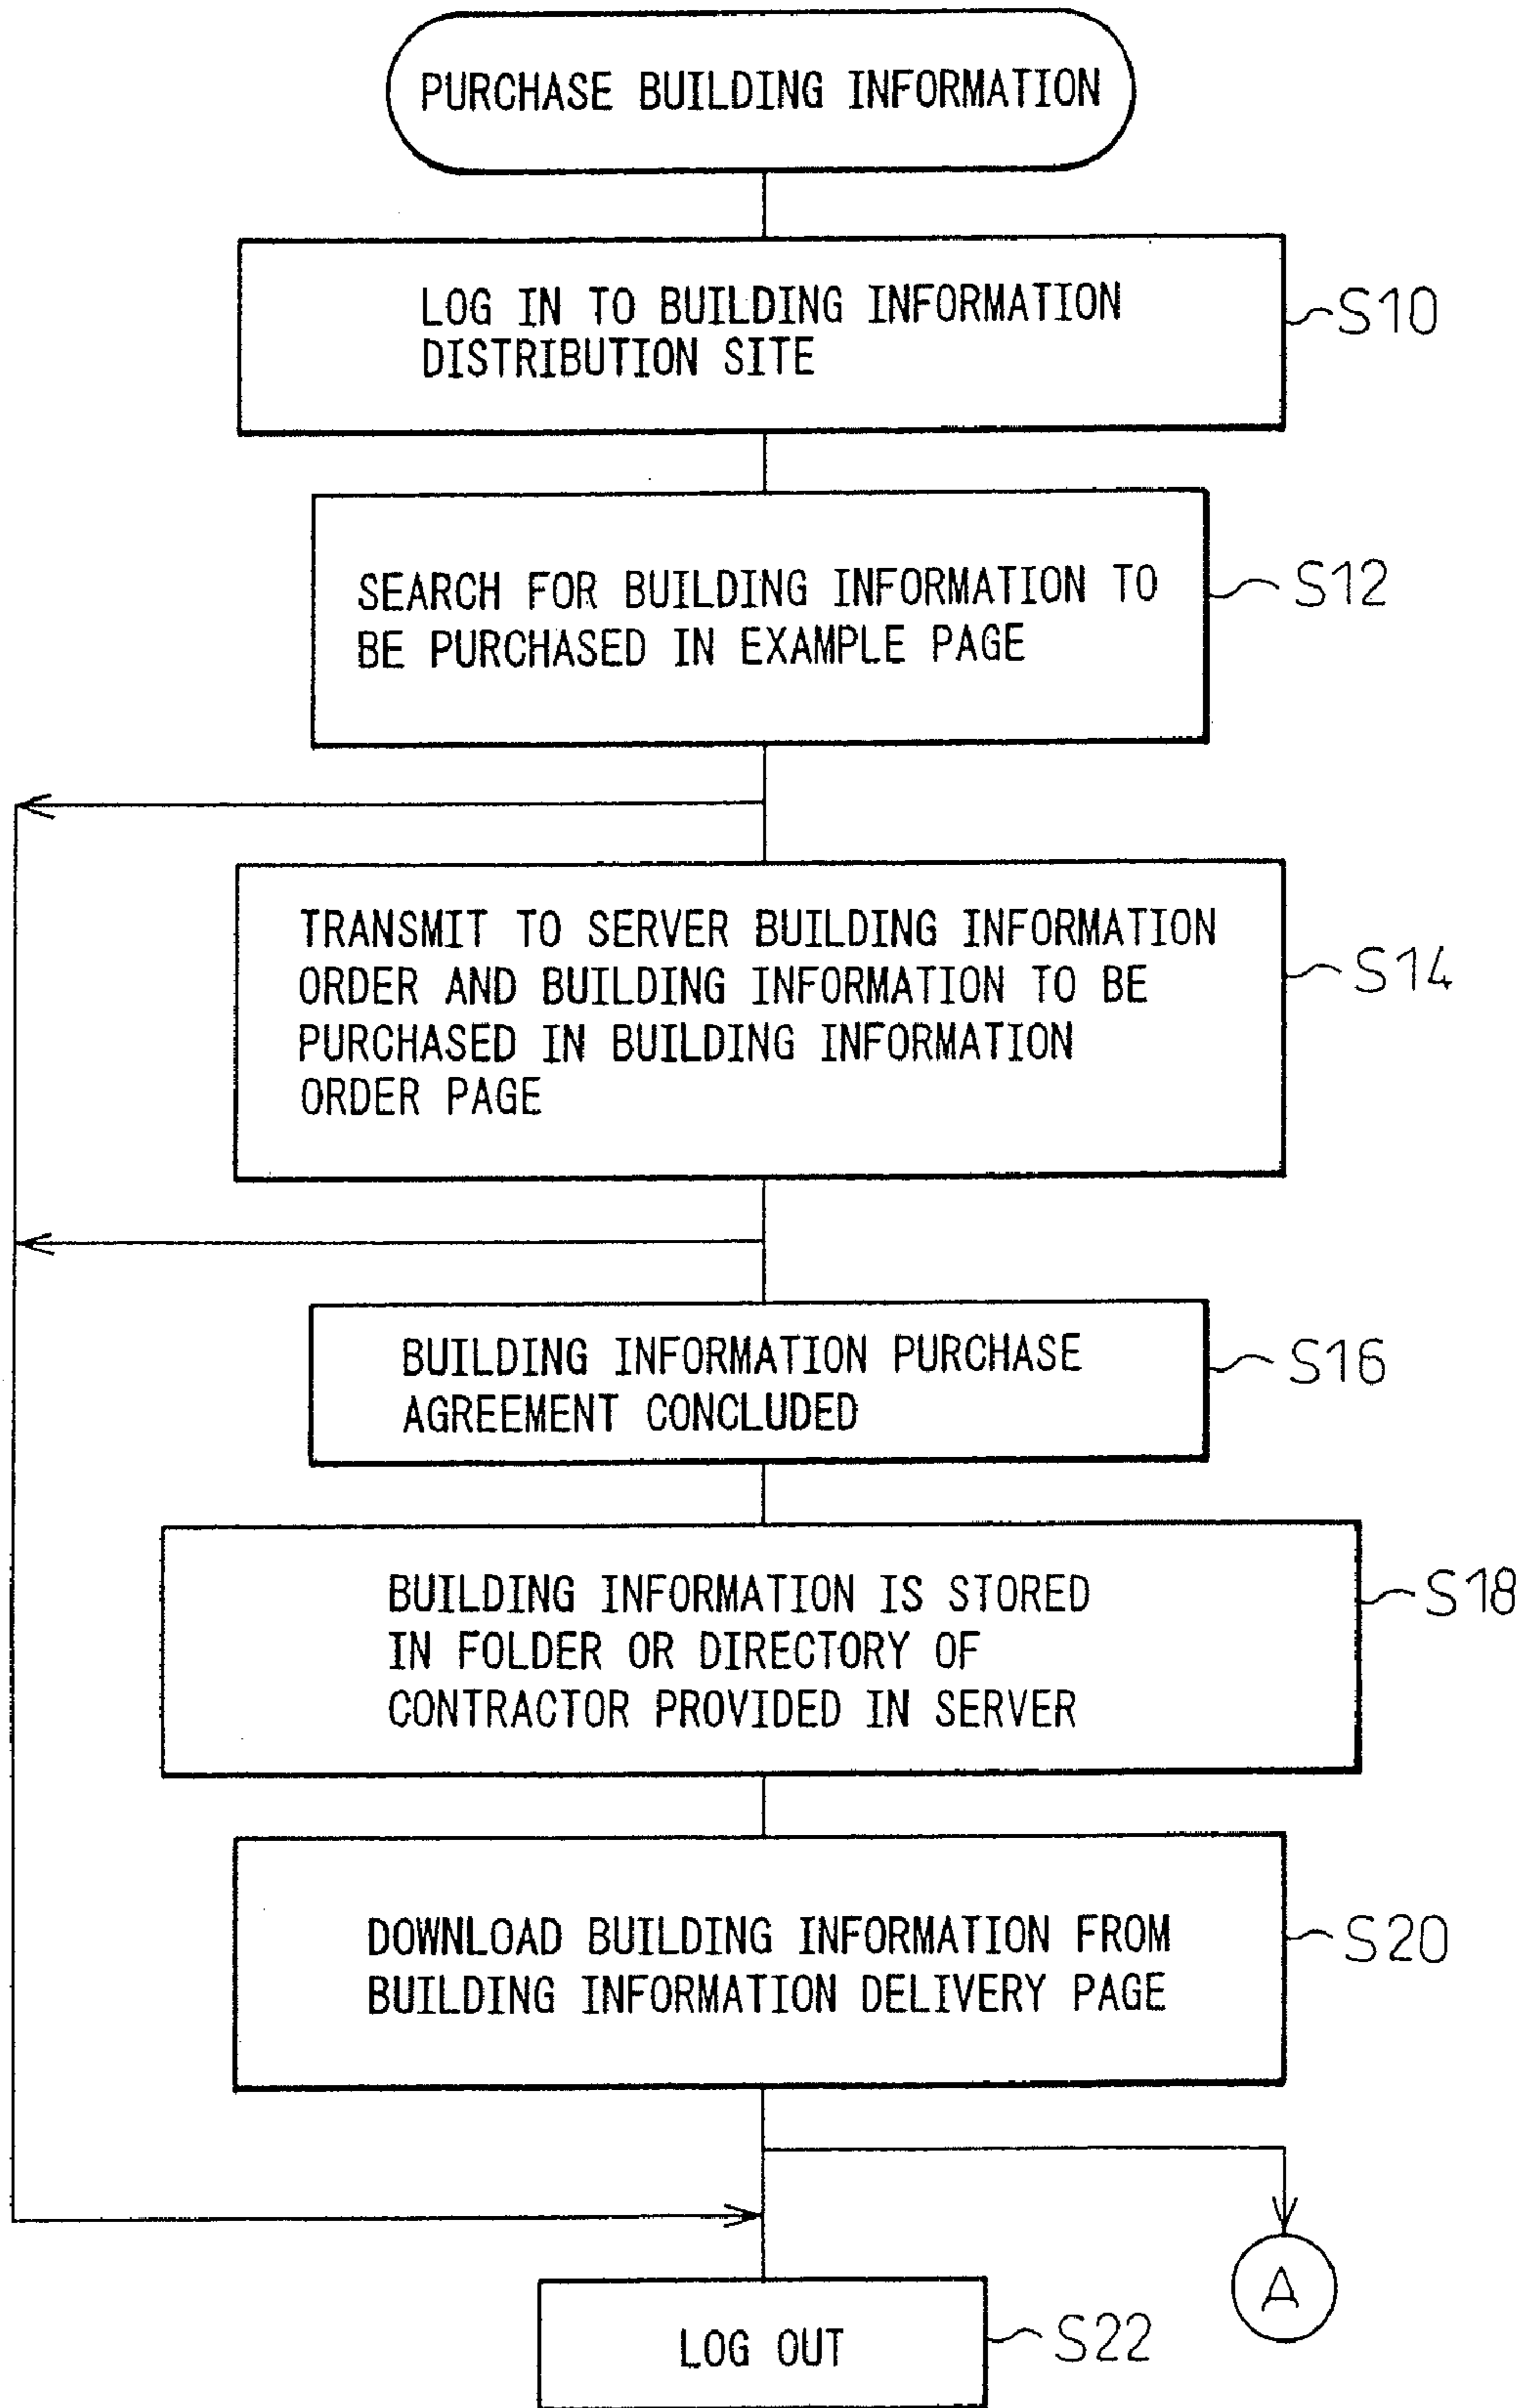 PURCHASE BUILDING INFORMATION
LOG IN TO BUILDING INFORMATION
DISTRIBUTION SITE
S10
SEARCH FOR BUILDING INFORMATION TO
BE PURCHASED IN EXAMPLE PAGE
S12
TRANSMIT TO SERVER BUILDING INFORMATION
ORDER AND BUILDING INFORMATION TO BE
PURCHASED IN BUILDING INFORMATION
ORDER PAGE
S14
BUILDING INFORMATION PURCHASE
AGREEMENT CONCLUDED
S16
BUILDING INFORMATION IS STORED
IN FOLDER OR DIRECTORY OF
CONTRACTOR PROVIDED IN SERVER
S18
DOWNLOAD BUILDING INFORMATION FROM
BUILDING INFORMATION DELIVERY PAGE
S20
A
LOG OUT
S22